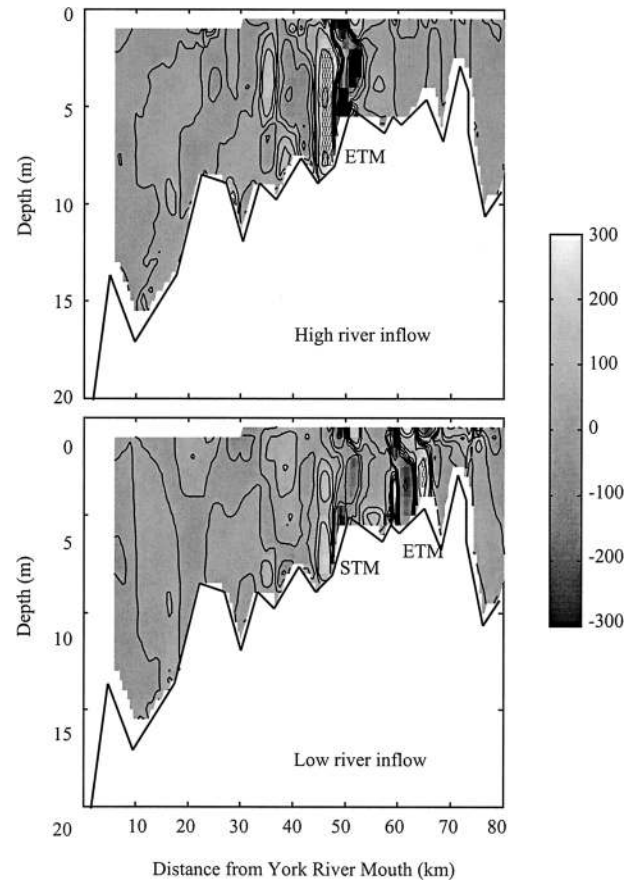 0
5
10
15
20
Depth (m)
ETM
High river inflow
0
5
10
15
20
Depth (m)
STM
ETM
Low river inflow
10 20 30 40 50 60 70 80
Distance from York River Mouth (km)
300
200
100
0
-100
-200
-300